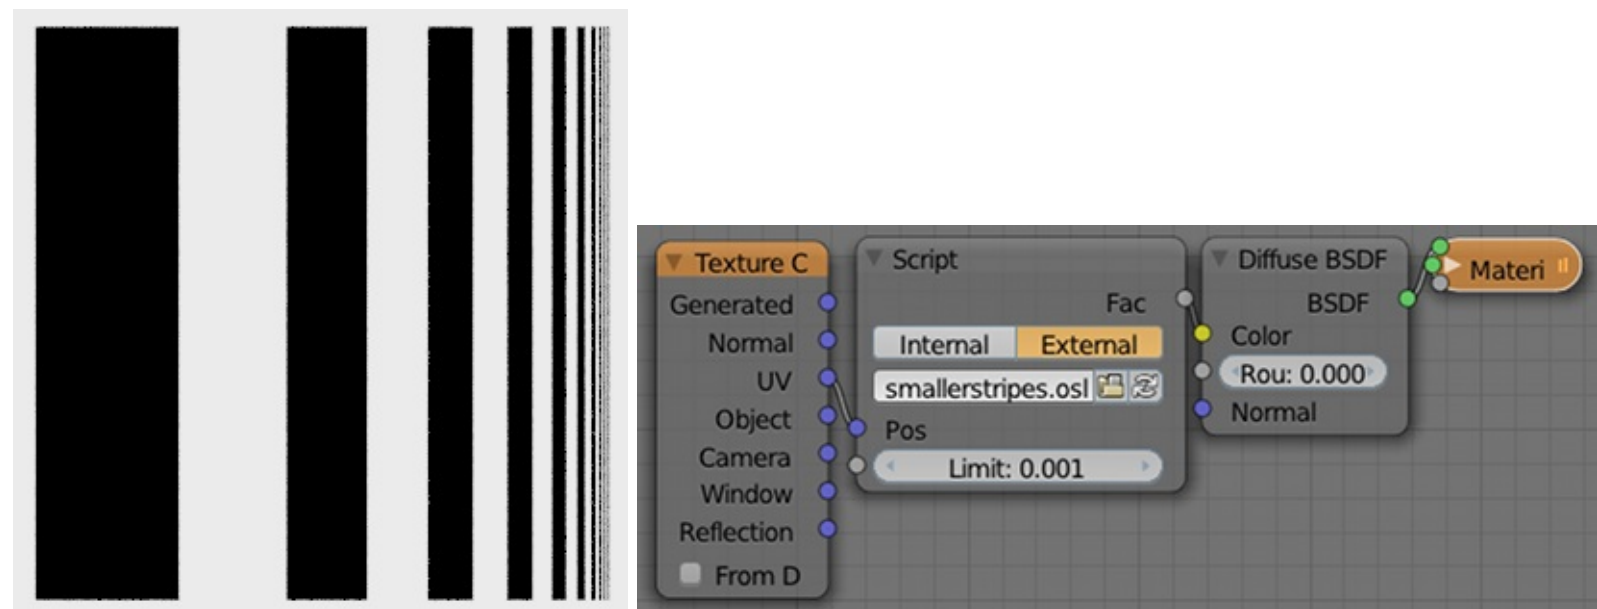 Texture C
Generated
Normal
UV
Object
Camera
Window
Reflection
From D
Script
Fac
Internal External
smallerstripes.osl
Pos
Limit: 0.001
Diffuse BSDF
BSDF
Color
Rou: 0.000
Normal
Materi